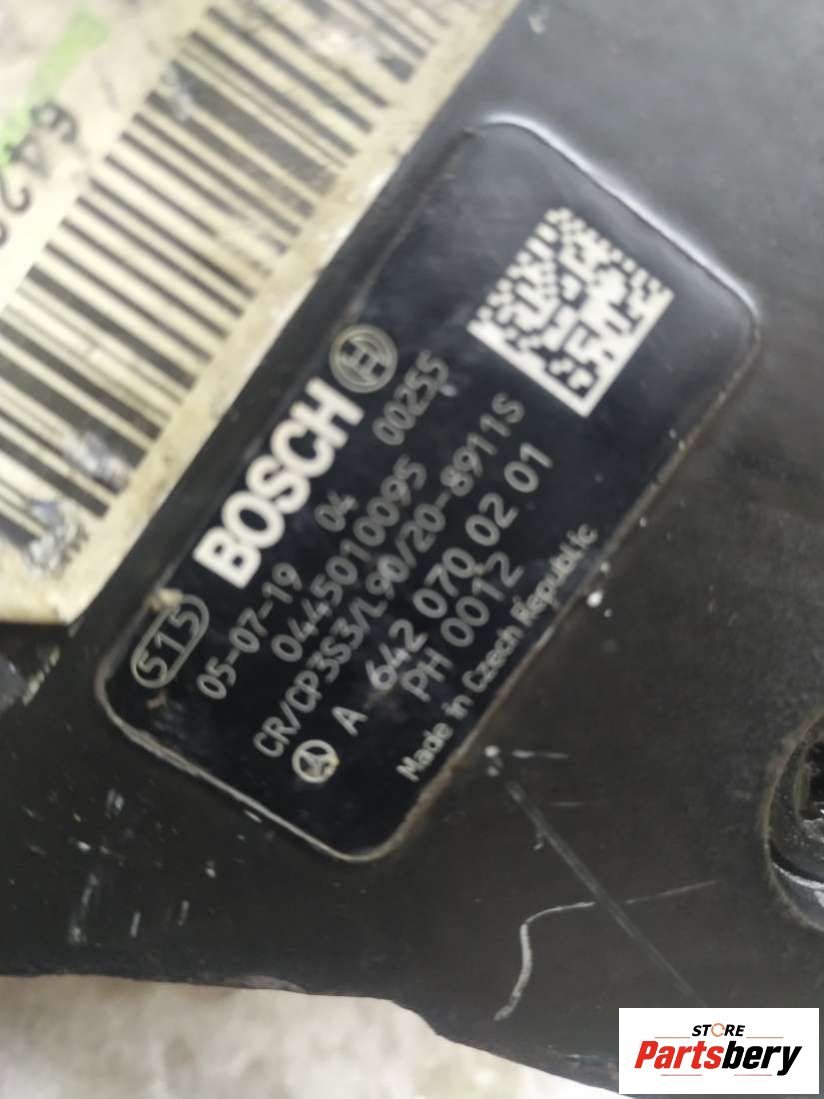 642
BOSCH
515
05-07-19 04 00255
0445010095
CR/CP3S3/L90/20-8911S
A 642 070 02 01
PH 0012
Made in Czech Republic
STORE
Partsbery